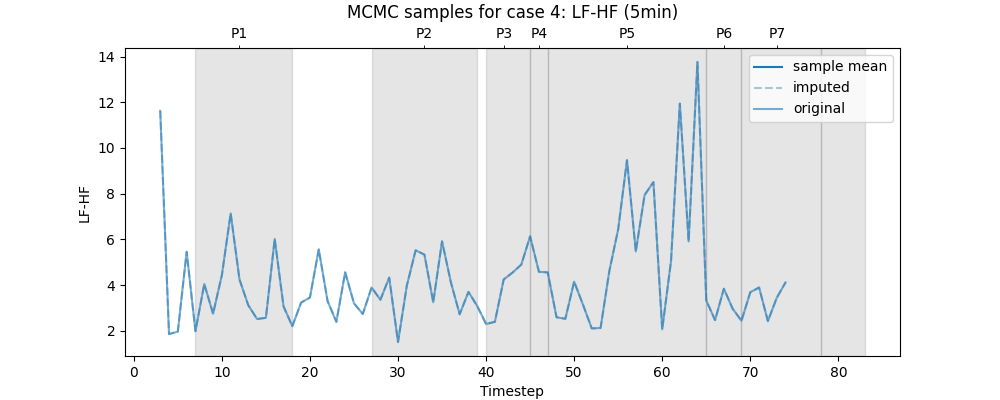 MCMC samples for case 4: LF-HF (5min)
P1 P2 P3 P4 P5 P6 P7
14
12
10
8
6
4
2
LF-HF
sample mean
imputed
original
0 10 20 30 40 50 60 70 80
Timestep